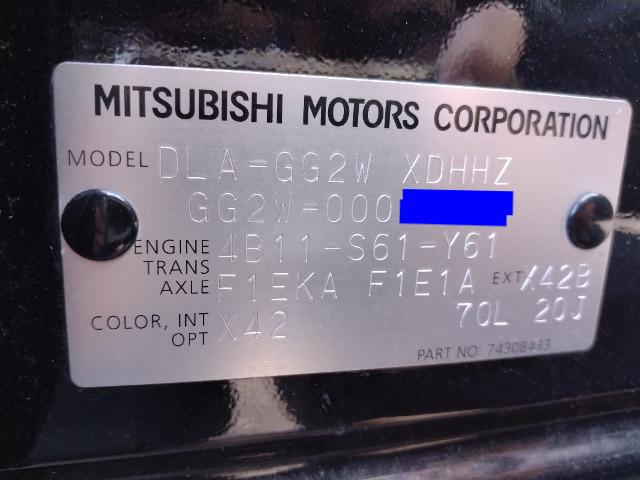 MITSUBISHI MOTORS CORPORATION
MODEL DLA-GG2W XDHHZ
GG2W-000
ENGINE 4B11-S61-Y61
TRANS
AXLE F1EKA F1E1A EXT X42B
COLOR, INT X42 70L 20J
OPT
PART NO: 74308433